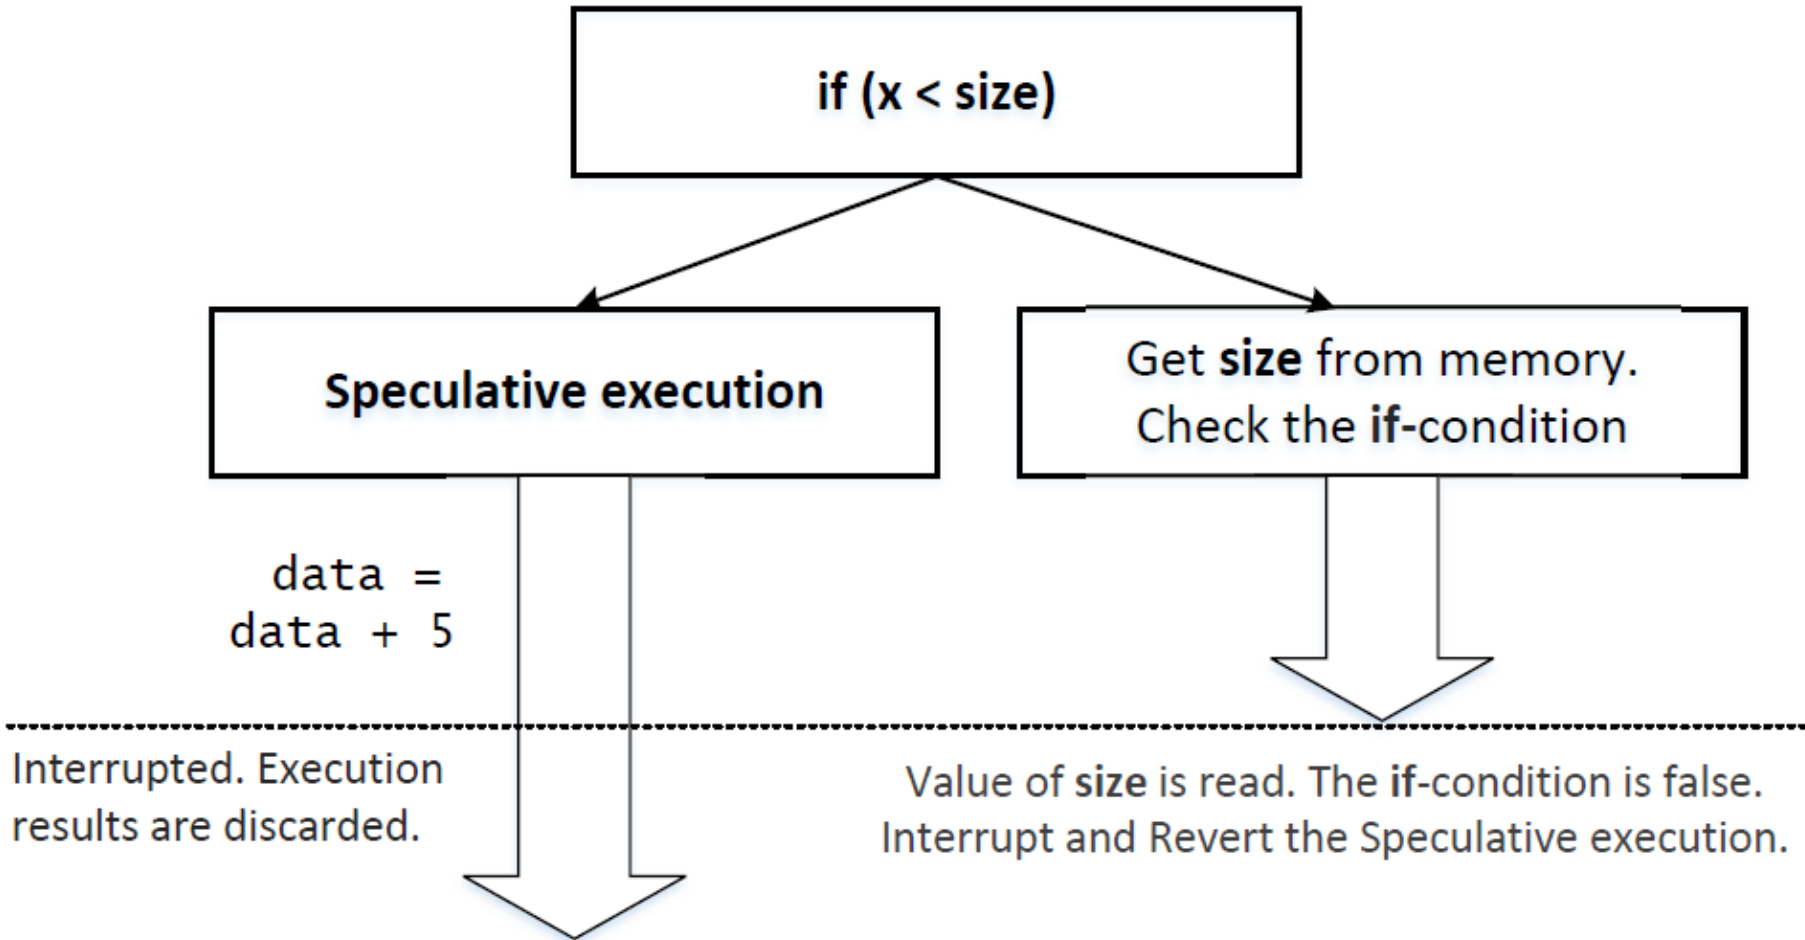 if (x < size)
Speculative execution
Get size from memory.
Check the if-condition
data =
data + 5
Interrupted. Execution
results are discarded.
Value of size is read. The if-condition is false.
Interrupt and Revert the Speculative execution.